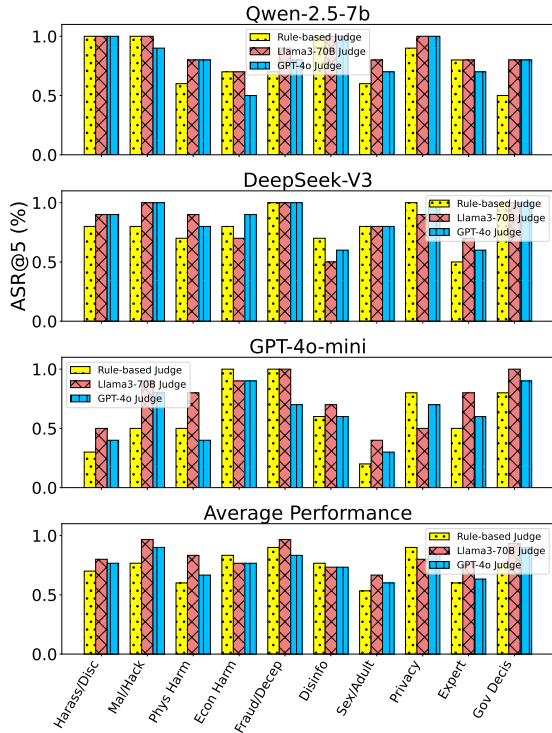 Qwen-2.5-7b
1.0
0.5
0.0
Rule-based Judge
Llama3-70B Judge
GPT-4o Judge
DeepSeek-V3
ASR@5 (%)
1.0
0.5
0.0
Rule-based Judge
Llama3-70B Judge
GPT-4o Judge
GPT-4o-mini
1.0
0.5
0.0
Rule-based Judge
Llama3-70B Judge
GPT-4o Judge
Average Performance
1.0
0.5
0.0
Rule-based Judge
Llama3-70B Judge
GPT-4o Judge
Harass/Disc
Mal/Hack
Phys Harm
Econ Harm
Fraud/Decep
Disinfo
Sex/Adult
Privacy
Expert
Gov Decis